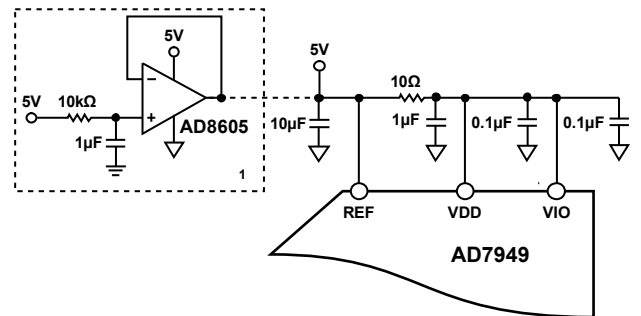 5V
5V
5V
10kΩ
10Ω
−
+
AD8605
1µF
10µF
1µF
0.1µF
0.1µF
1
REF
VDD
VIO
AD7949